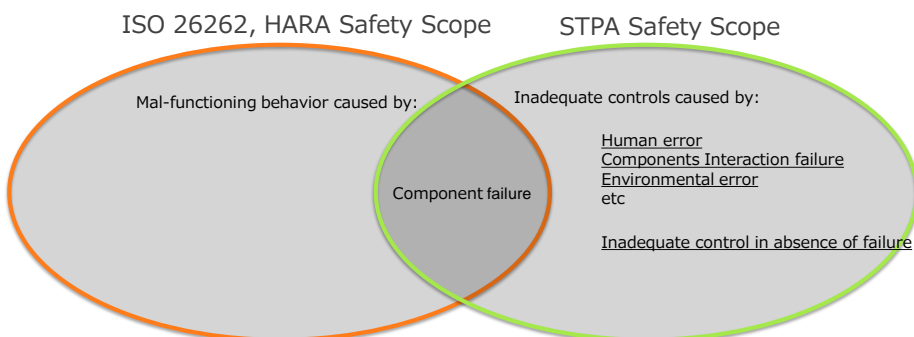 ISO 26262, HARA Safety Scope
STPA Safety Scope
Mal-functioning behavior caused by:
Inadequate controls caused by:
Human error
Components Interaction failure
Environmental error
etc
Component failure
Inadequate control in absence of failure